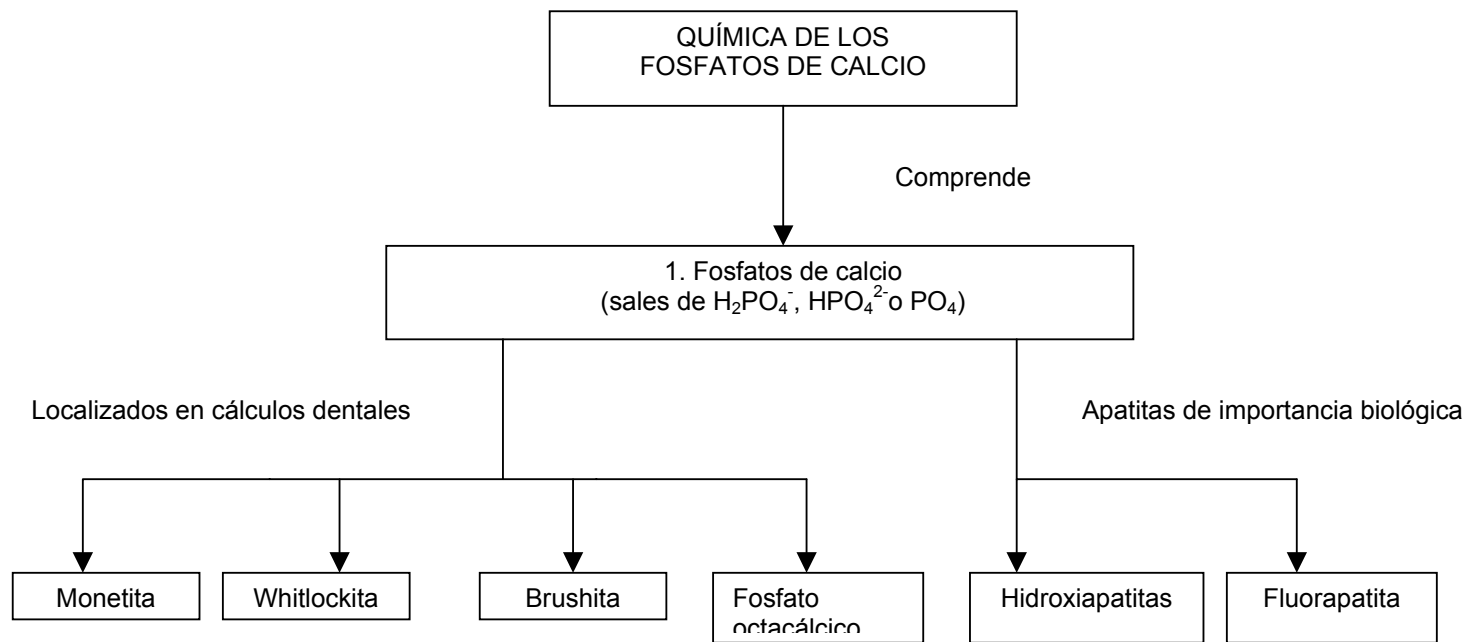 QUÍMICA DE LOS
FOSFATOS DE CALCIO
Comprende
1. Fosfatos de calcio
(sales de H₂PO₄⁻, HPO₄²⁻o PO₄)
Localizados en cálculos dentales
Apatitas de importancia biológica
Monetita
Whitlockita
Brushita
Fosfato
octacálcico
Hidroxiapatitas
Fluorapatita